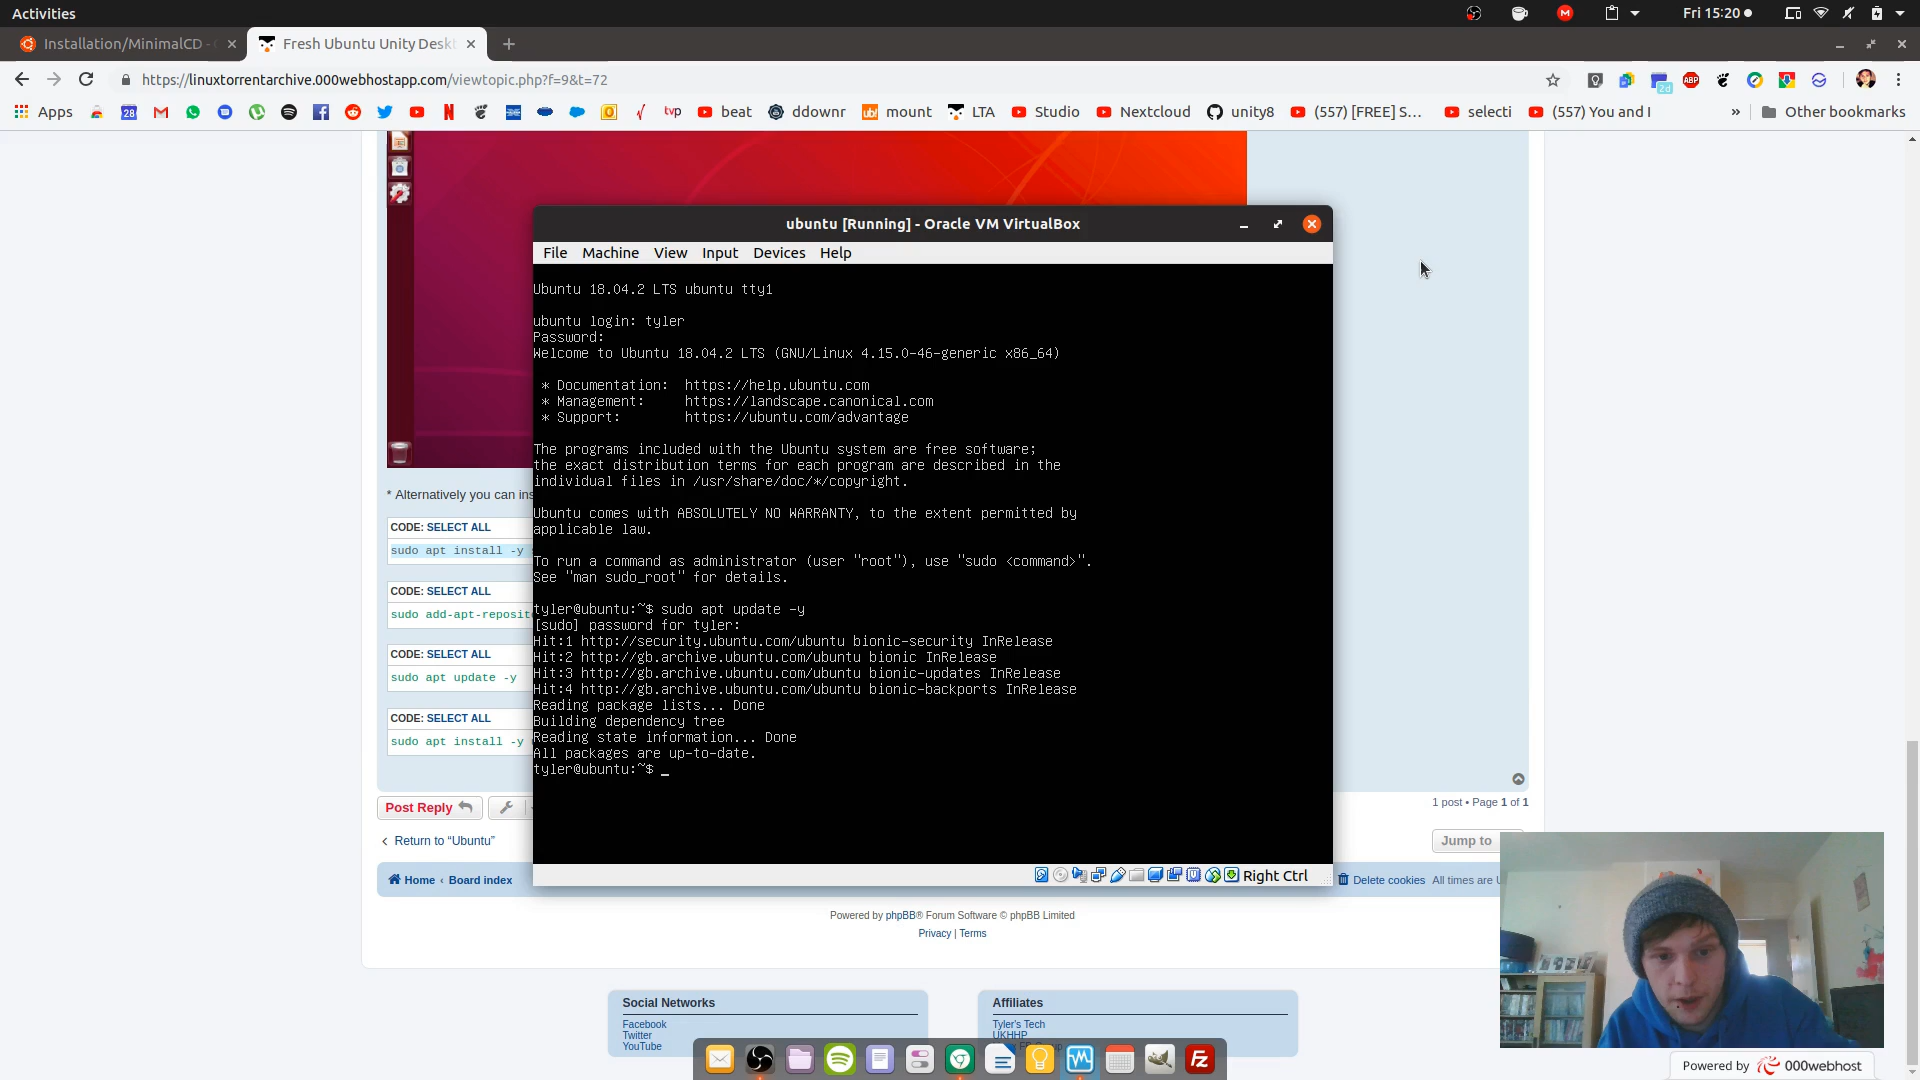 Activities
Fri 15:20
Installation/MinimalCD -
Fresh Ubuntu Unity Deskt
https://linuxtorrentarchive.000webhostapp.com/viewtopic.php?f=9&t=72
Apps
beat
ddownr
mount
LTA
Studio
Nextcloud
unity8
(557) [FREE] S...
selecti
(557) You and I
»
Other bookmarks
ubuntu [Running] - Oracle VM VirtualBox
File Machine View Input Devices Help
Ubuntu 18.04.2 LTS ubuntu tty1
ubuntu login: tyler
Password:
Welcome to Ubuntu 18.04.2 LTS (GNU/Linux 4.15.0-46-generic x86_64)
* Documentation: https://help.ubuntu.com
* Management: https://landscape.canonical.com
* Support: https://ubuntu.com/advantage
The programs included with the Ubuntu system are free software;
the exact distribution terms for each program are described in the
individual files in /usr/share/doc/*/copyright.
Ubuntu comes with ABSOLUTELY NO WARRANTY, to the extent permitted by
applicable law.
To run a command as administrator (user "root"), use "sudo <command>".
See "man sudo_root" for details.
tyler@ubuntu:~$ sudo apt update -y
[sudo] password for tyler:
Hit:1 http://security.ubuntu.com/ubuntu bionic-security InRelease
Hit:2 http://gb.archive.ubuntu.com/ubuntu bionic InRelease
Hit:3 http://gb.archive.ubuntu.com/ubuntu bionic-updates InRelease
Hit:4 http://gb.archive.ubuntu.com/ubuntu bionic-backports InRelease
Reading package lists... Done
Building dependency tree
Reading state information... Done
All packages are up-to-date.
tyler@ubuntu:~$ _
Right Ctrl
* Alternatively you can ins
CODE: SELECT ALL
sudo apt install -y
CODE: SELECT ALL
sudo add-apt-reposit
CODE: SELECT ALL
sudo apt update -y
CODE: SELECT ALL
sudo apt install -y
Post Reply
1 post • Page 1 of 1
Return to “Ubuntu”
Jump to
Home ‹ Board index
Delete cookies All times are U
Powered by phpBB® Forum Software © phpBB Limited
Privacy | Terms
Social Networks
Facebook
Twitter
YouTube
Affiliates
Tyler's Tech
UKHHP
Powered by 000webhost